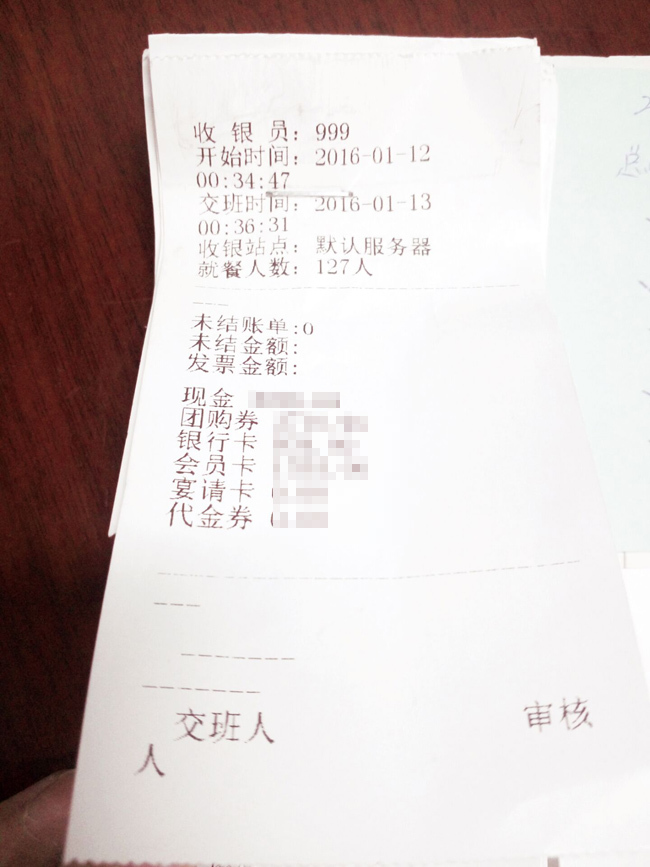 收 银 员: 999
开始时间: 2016-01-12
00:34:47
交班时间: 2016-01-13
00:36:31
收银站点: 默认服务器
就餐人数: 127人
---
未结账单:0
未结金额:
发票金额:
现金
团购券
银行卡
会员卡
宴请卡
代金券
---
交班人 审核
人
总